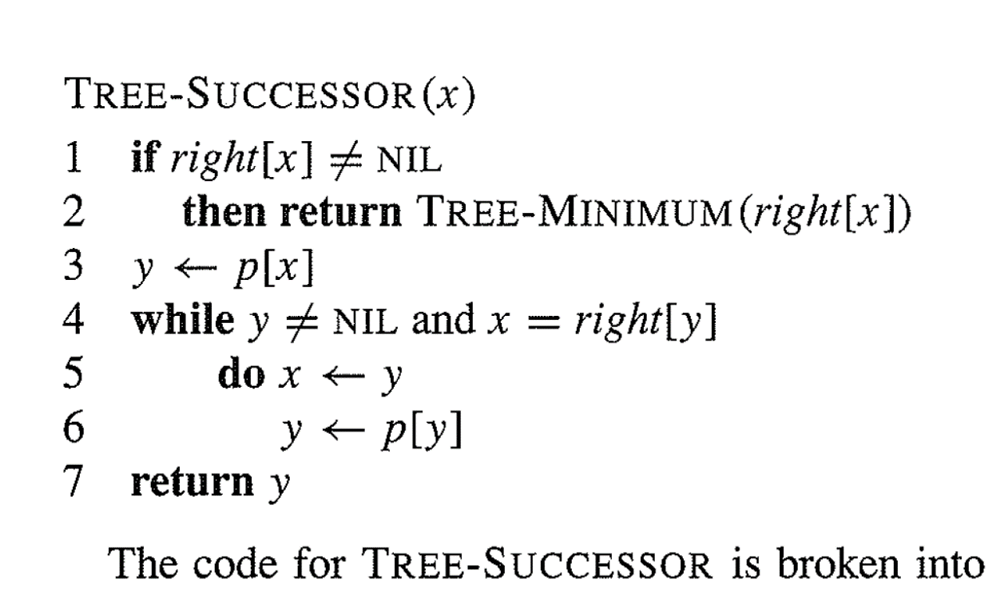 TREE-SUCCESSOR(x)
1 if right[x] ≠ NIL
2 then return TREE-MINIMUM(right[x])
3 y ← p[x]
4 while y ≠ NIL and x = right[y]
5 do x ← y
6 y ← p[y]
7 return y
The code for TREE-SUCCESSOR is broken into